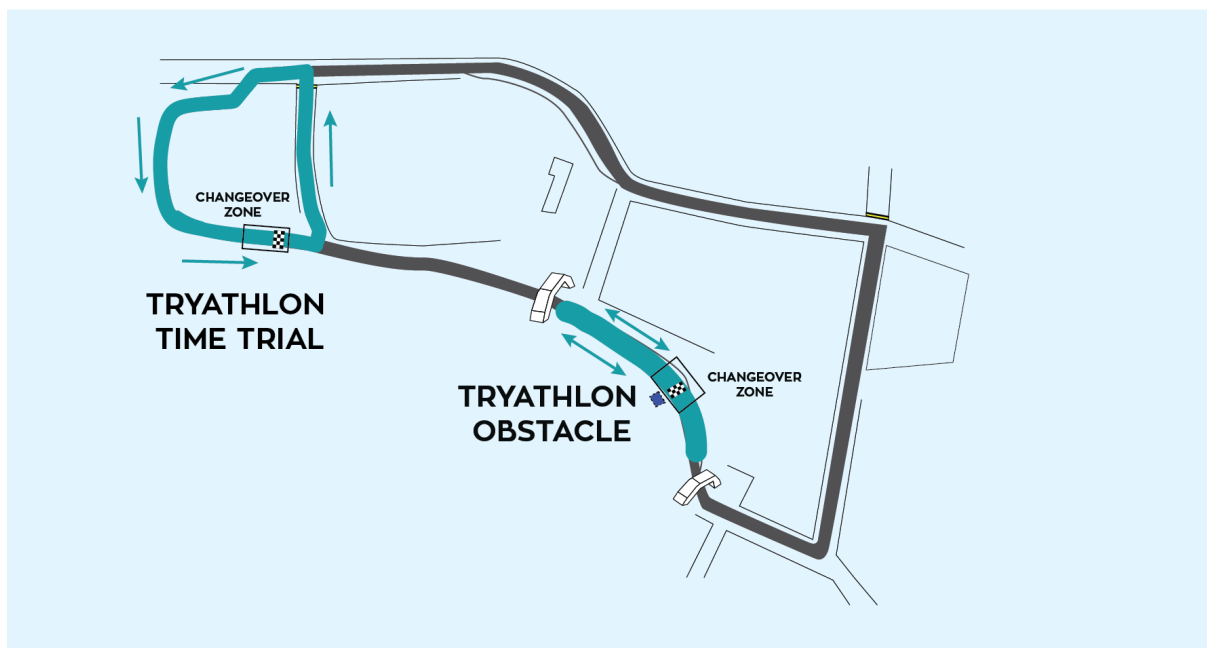 CHANGEOVER
ZONE
TRYATHLON
TIME TRIAL
CHANGEOVER
ZONE
TRYATHLON
OBSTACLE